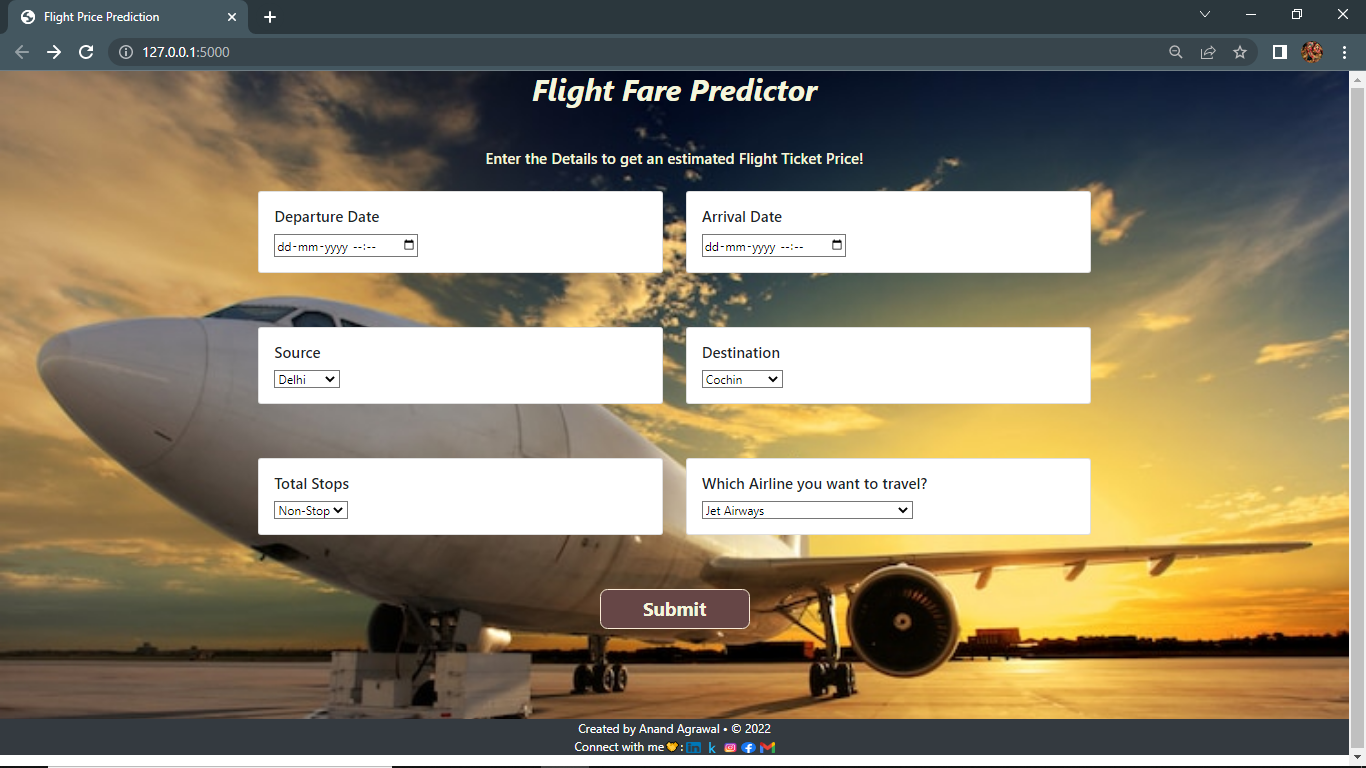 Flight Price Prediction
127.0.0.1:5000
Flight Fare Predictor
Enter the Details to get an estimated Flight Ticket Price!
Departure Date
dd-mm-yyyy --:--
Arrival Date
dd-mm-yyyy --:--
Source
Delhi
Destination
Cochin
Total Stops
Non-Stop
Which Airline you want to travel?
Jet Airways
Submit
Created by Anand Agrawal • © 2022
Connect with me 🤝 : in k